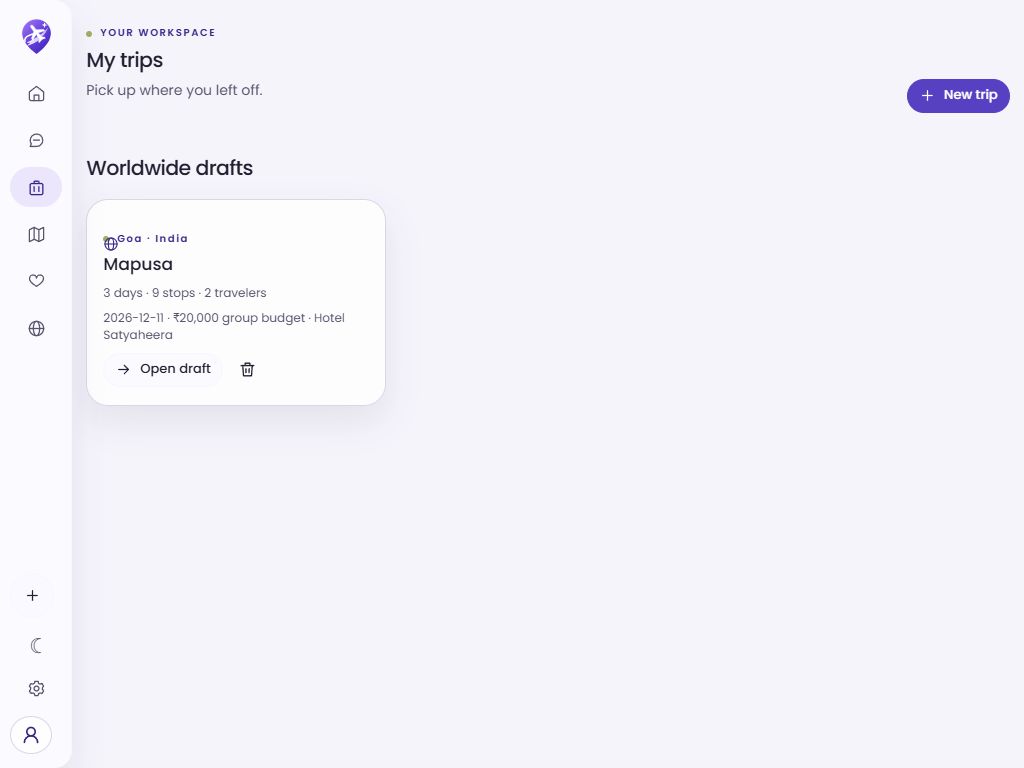 YOUR WORKSPACE
My trips
Pick up where you left off.
New trip
Worldwide drafts
Goa · India
Mapusa
3 days · 9 stops · 2 travelers
2026-12-11 · ₹20,000 group budget · Hotel
Satyaheera
Open draft